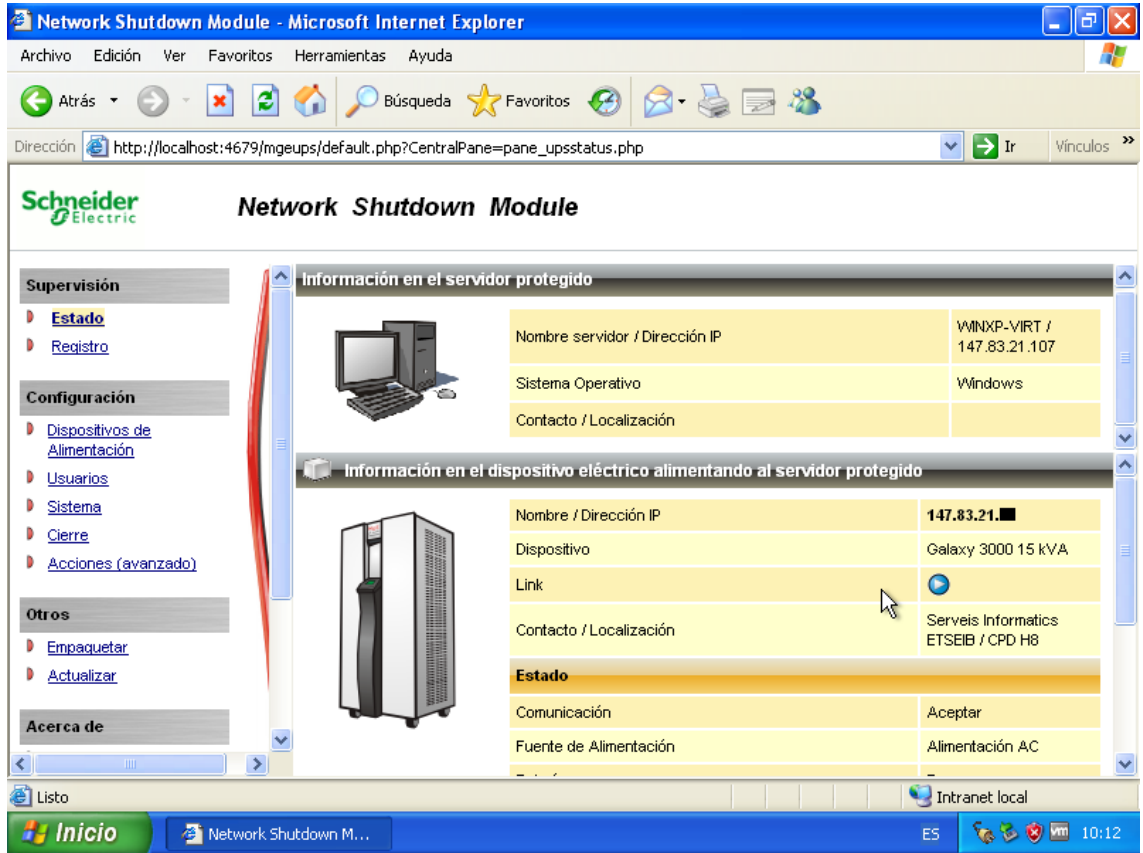 Network Shutdown Module - Microsoft Internet Explorer
Archivo Edición Ver Favoritos Herramientas Ayuda
Atrás Búsqueda Favoritos
Dirección http://localhost:4679/mgeups/default.php?CentralPane=pane_upsstatus.php Ir Vínculos »
Schneider
Electric
Network Shutdown Module
Supervisión
Estado
Registro
Configuración
Dispositivos de
Alimentación
Usuarios
Sistema
Cierre
Acciones (avanzado)
Otros
Empaquetar
Actualizar
Acerca de
Información en el servidor protegido
Nombre servidor / Dirección IP WINXP-VIRT /
147.83.21.107
Sistema Operativo Windows
Contacto / Localización
Información en el dispositivo eléctrico alimentando al servidor protegido
Nombre / Dirección IP 147.83.21.
Dispositivo Galaxy 3000 15 kVA
Link
Contacto / Localización Serveis Informatics
ETSEIB / CPD H8
Estado
Comunicación Aceptar
Fuente de Alimentación Alimentación AC
Listo Intranet local
Inicio Network Shutdown M... ES vm 10:12